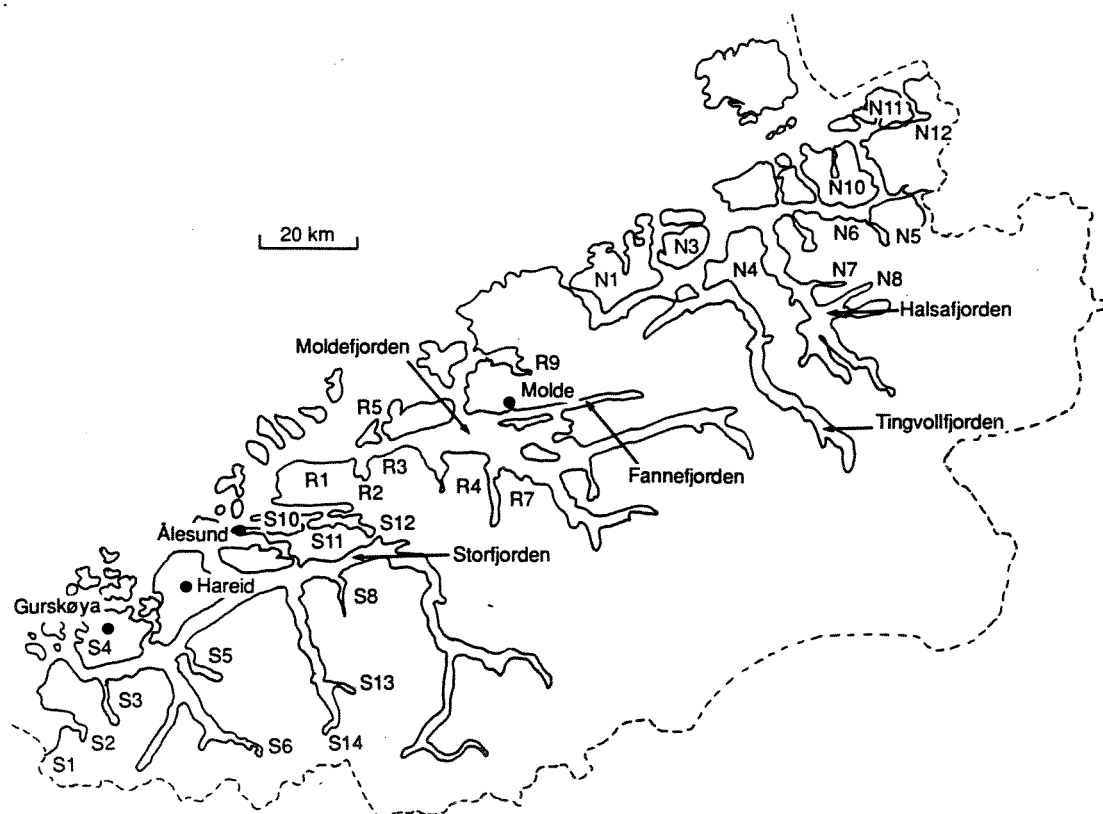 N11
N12
N10
20 km
N3
N6
N5
N1
N4
N7
N8
Halsafjorden
Moldefjorden
R9
Molde
R5
Tingvollfjorden
R3
Fannefjorden
R1
R2
R4
R7
S10
S12
Ålesund
S11
Storfjorden
Hareid
S8
Gurskøya
S4
S5
S13
S3
S2
S6
S14
S1